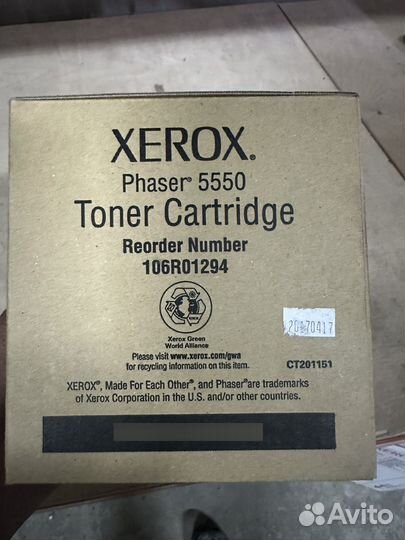 XEROX®
Phaser® 5550
Toner Cartridge
Reorder Number
106R01294
Xerox Green
World Alliance
20170417
Please visit www.xerox.com/gwa
for recycling information on this item.
CT201151
XEROX®, Made For Each Other®, and Phaser® are trademarks
of Xerox Corporation in the U.S. and/or other countries.
Avito